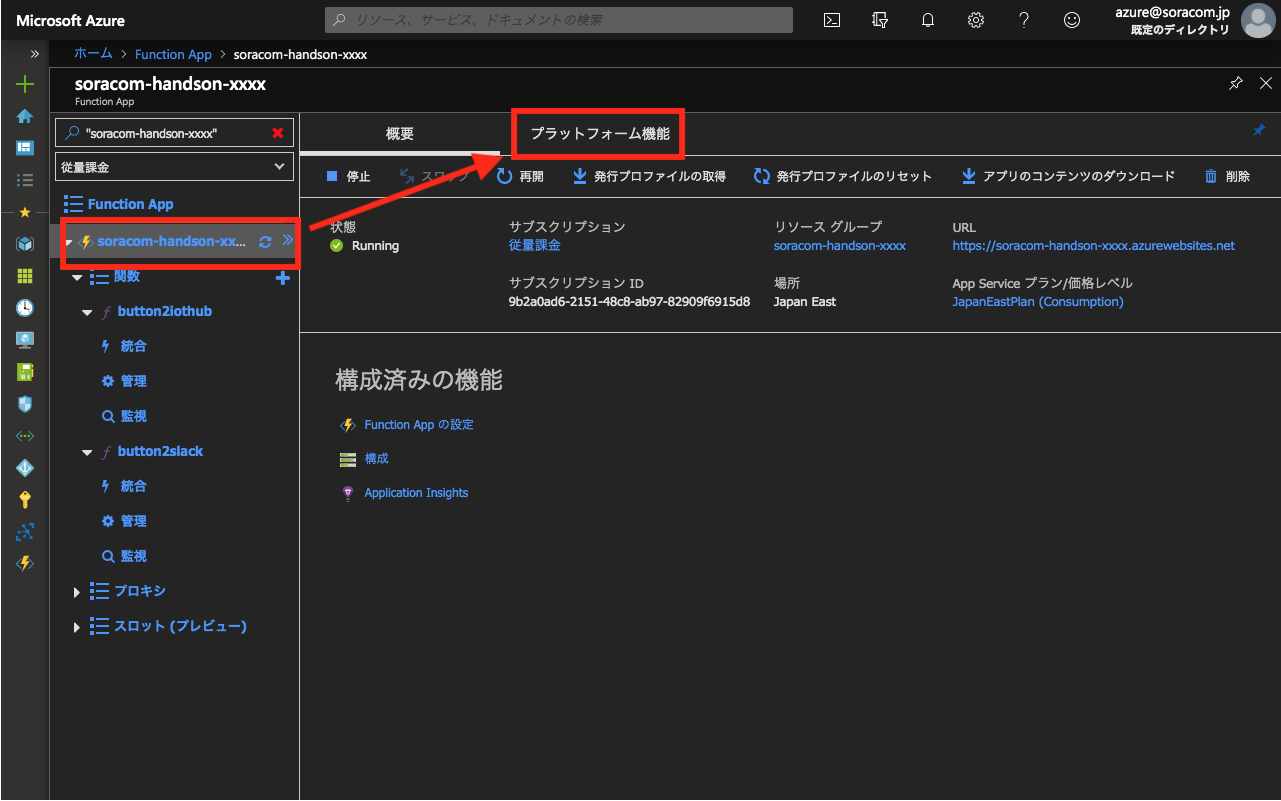 Microsoft Azure
リソース、サービス、ドキュメントの検索
azure@soracom.jp
既定のディレクトリ
ホーム > Function App > soracom-handson-xxxx
soracom-handson-xxxx
Function App
"soracom-handson-xxxx"
従量課金
Function App
soracom-handson-xx...
関数
button2iothub
統合
管理
監視
button2slack
統合
管理
監視
プロキシ
スロット (プレビュー)
概要 プラットフォーム機能
停止 スワップ 再開 発行プロファイルの取得 発行プロファイルのリセット アプリのコンテンツのダウンロード 削除
状態 サブスクリプション リソース グループ URL
Running 従量課金 soracom-handson-xxxx https://soracom-handson-xxxx.azurewebsites.net
サブスクリプション ID 場所 App Service プラン/価格レベル
9b2a0ad6-2151-48c8-ab97-82909f6915d8 Japan East JapanEastPlan (Consumption)
構成済みの機能
Function App の設定
構成
Application Insights